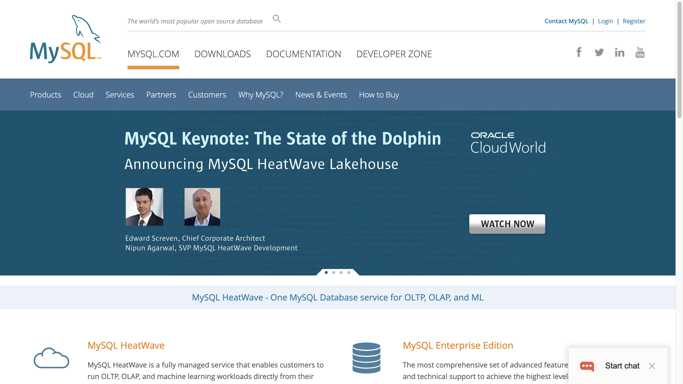 The world's most popular open source database
Contact MySQL | Login | Register
MySQL™
MYSQL.COM DOWNLOADS DOCUMENTATION DEVELOPER ZONE
Products Cloud Services Partners Customers Why MySQL? News & Events How to Buy
MySQL Keynote: The State of the Dolphin
Announcing MySQL HeatWave Lakehouse
ORACLE
CloudWorld
WATCH NOW
Edward Screven, Chief Corporate Architect
Nipun Agarwal, SVP MySQL HeatWave Development
MySQL HeatWave - One MySQL Database service for OLTP, OLAP, and ML
MySQL HeatWave
MySQL HeatWave is a fully managed service that enables customers to
run OLTP, OLAP, and machine learning workloads directly from their
MySQL Enterprise Edition
The most comprehensive set of advanced feature
and technical support to achieve the highest level
Start chat